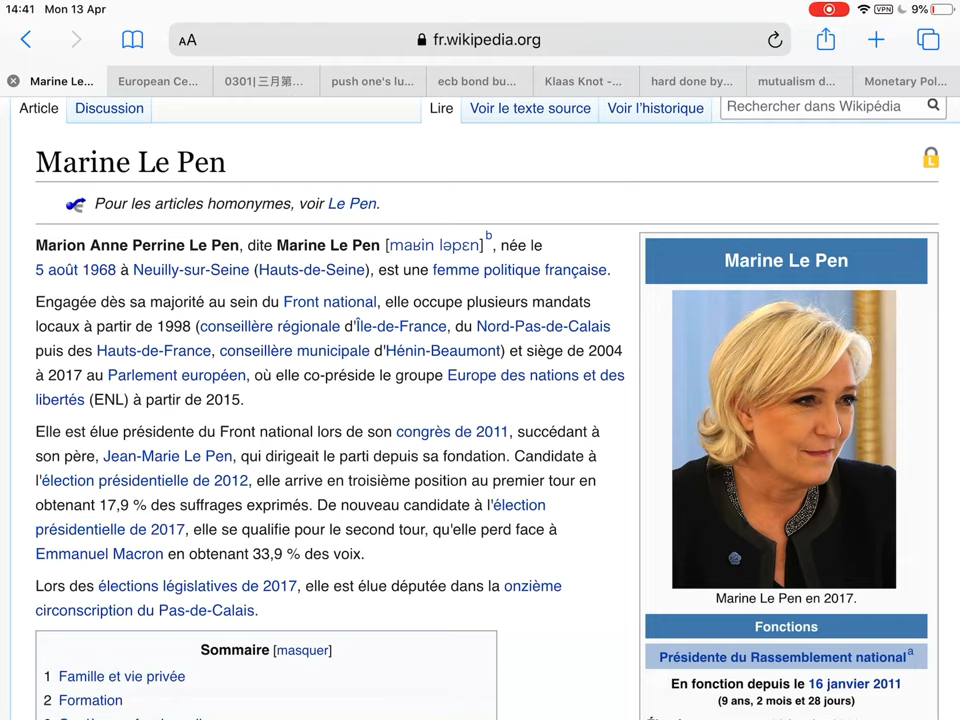 14:41 Mon 13 Apr
VPN 9%
AA fr.wikipedia.org
Marine Le... European Ce... 0301|三月第... push one's lu... ecb bond bu... Klaas Knot -... hard done by... mutualism d... Monetary Pol...
Article Discussion Lire Voir le texte source Voir l'historique Rechercher dans Wikipédia
Marine Le Pen
Pour les articles homonymes, voir Le Pen.
Marion Anne Perrine Le Pen, dite Marine Le Pen [maʁin ləpɛn]b, née le
5 août 1968 à Neuilly-sur-Seine (Hauts-de-Seine), est une femme politique française.
Engagée dès sa majorité au sein du Front national, elle occupe plusieurs mandats
locaux à partir de 1998 (conseillère régionale d'Île-de-France, du Nord-Pas-de-Calais
puis des Hauts-de-France, conseillère municipale d'Hénin-Beaumont) et siège de 2004
à 2017 au Parlement européen, où elle co-préside le groupe Europe des nations et des
libertés (ENL) à partir de 2015.
Elle est élue présidente du Front national lors de son congrès de 2011, succédant à
son père, Jean-Marie Le Pen, qui dirigeait le parti depuis sa fondation. Candidate à
l'élection présidentielle de 2012, elle arrive en troisième position au premier tour en
obtenant 17,9 % des suffrages exprimés. De nouveau candidate à l'élection
présidentielle de 2017, elle se qualifie pour le second tour, qu'elle perd face à
Emmanuel Macron en obtenant 33,9 % des voix.
Lors des élections législatives de 2017, elle est élue députée dans la onzième
circonscription du Pas-de-Calais.
Sommaire [masquer]
1 Famille et vie privée
2 Formation
Marine Le Pen
Marine Le Pen en 2017.
Fonctions
Présidente du Rassemblement nationala
En fonction depuis le 16 janvier 2011
(9 ans, 2 mois et 28 jours)